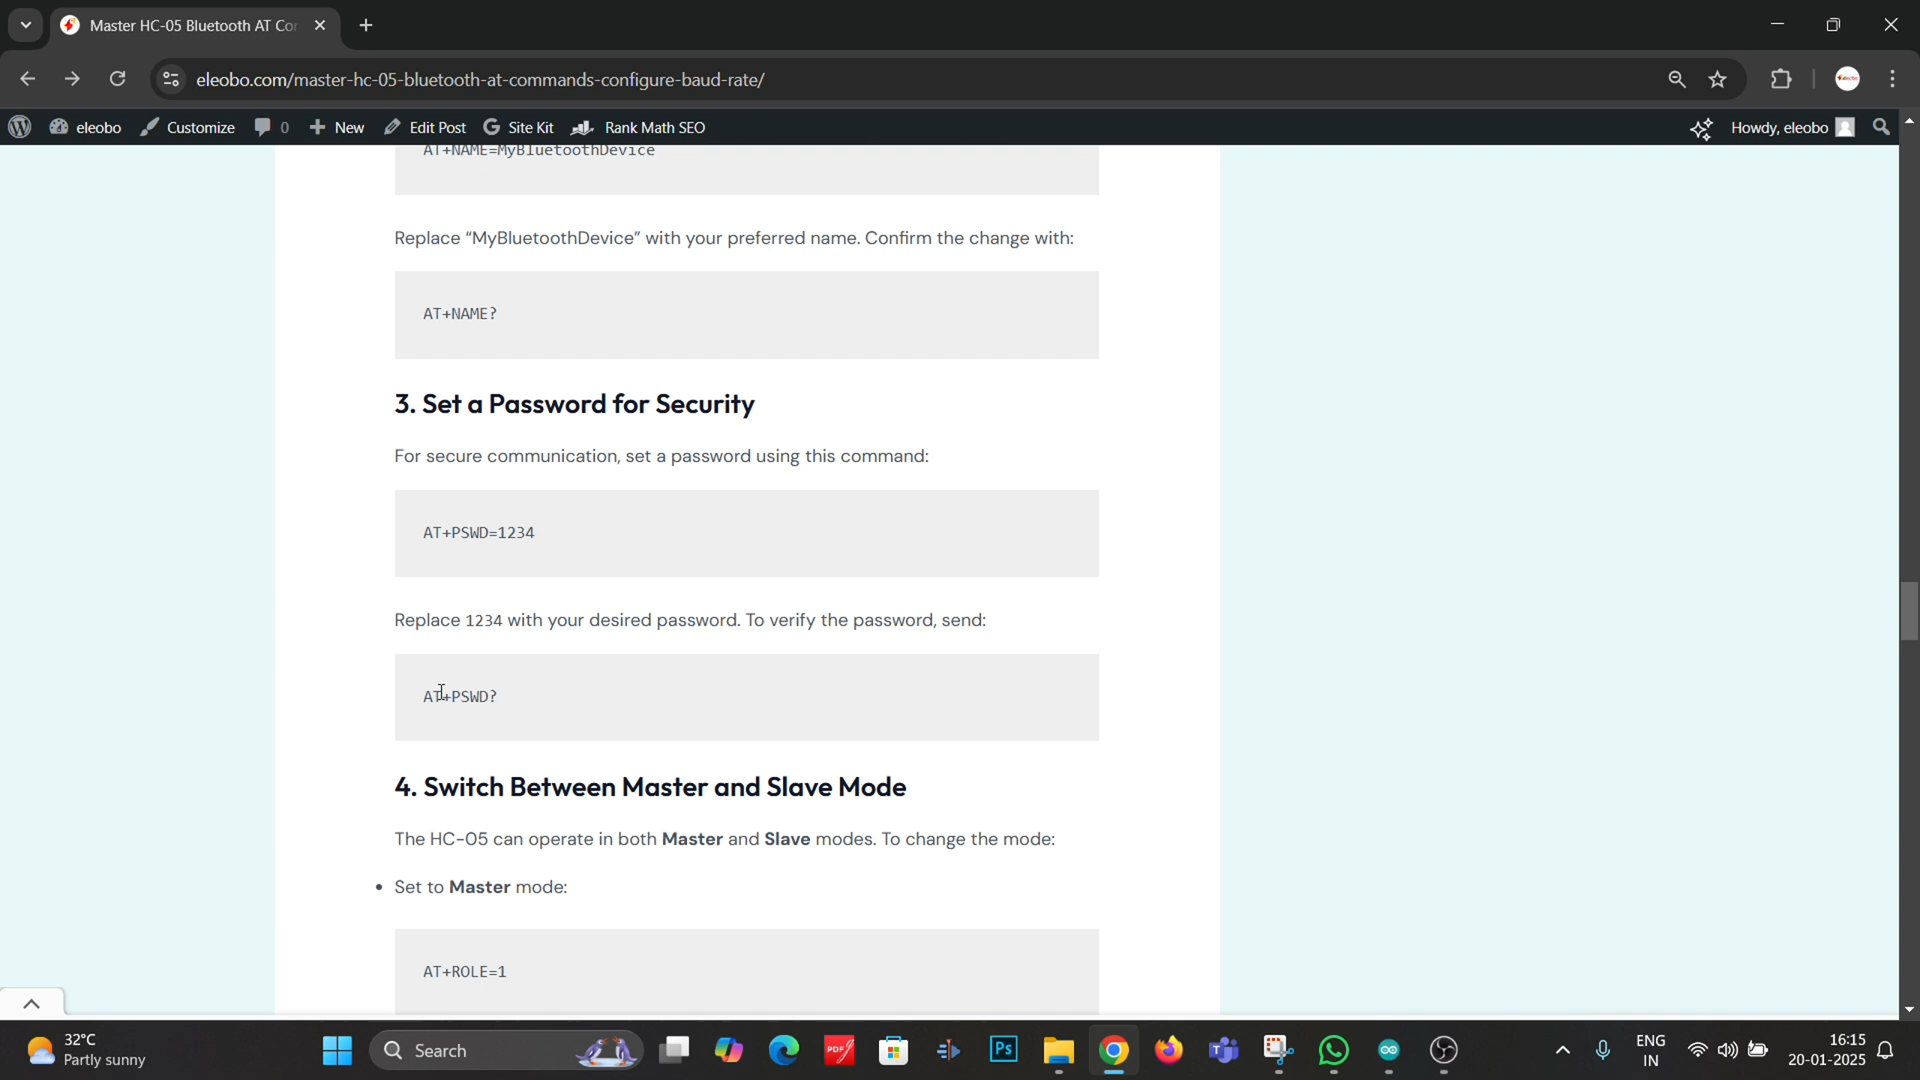 Master HC-05 Bluetooth AT Cor
eleobo.com/master-hc-05-bluetooth-at-commands-configure-baud-rate/
eleobo Customize 0 New Edit Post Site Kit Rank Math SEO Howdy, eleobo
AT+NAME=MyBluetoothDevice
Replace “MyBluetoothDevice” with your preferred name. Confirm the change with:
AT+NAME?
3. Set a Password for Security
For secure communication, set a password using this command:
AT+PSWD=1234
Replace 1234 with your desired password. To verify the password, send:
AT+PSWD?
4. Switch Between Master and Slave Mode
The HC-05 can operate in both Master and Slave modes. To change the mode:
• Set to Master mode:
AT+ROLE=1
32°C
Partly sunny
Search
PDF
Ps
ENG
IN
16:15
20-01-2025